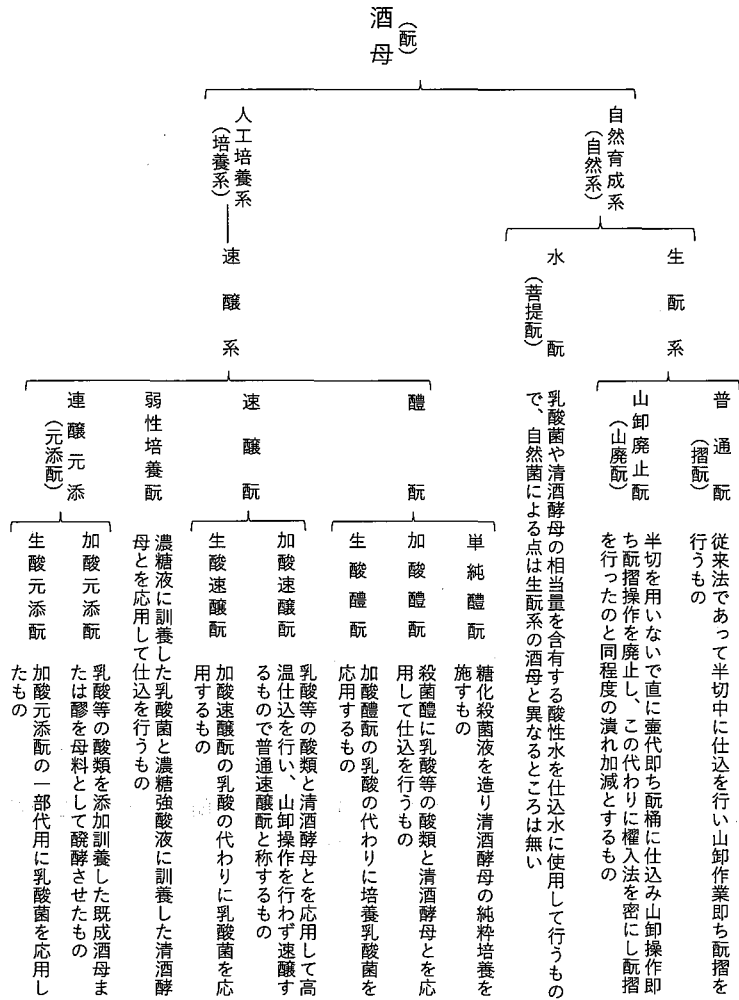 酒母
(酛)
自然育成系
(自然系)
人工培養系
(培養系)
生酛系
水酛
(菩提酛)
速醸系
普通酛
(摺酛)
従来法であって半切中に仕込を行い山卸作業即ち酛摺を
行うもの
山卸廃止酛
(山廃酛)
半切を用いないで直に壷代即ち酛桶に仕込み山卸操作即
ち酛摺操作を廃止し、この代わりに櫂入法を密にし酛摺
を行ったのと同程度の潰れ加減とするもの
乳酸菌や清酒酵母の相当量を含有する酸性水を仕込水に使用して行うもの
で、自然菌による点は生酛系の酒母と異なるところは無い
醴酛
単純醴酛
糖化殺菌液を造り清酒酵母の純粋培養を
施すもの
加酸醴酛
殺菌醴に乳酸等の酸類と清酒酵母とを応
用して仕込を行うもの
生酸醴酛
加酸醴酛の乳酸の代わりに培養乳酸菌を
応用するもの
速醸酛
加酸速醸酛
乳酸等の酸類と清酒酵母とを応用して高
温仕込を行い、山卸操作を行わず速醸す
るもので普通速醸酛と称するもの
生酸速醸酛
加酸速醸酛の乳酸の代わりに乳酸菌を応
用するもの
弱性培養酛
濃糖液に訓養した乳酸菌と濃糖強酸液に訓養した清酒酵
母とを応用して仕込を行うもの
連醸元添
(元添酛)
加酸元添酛
乳酸等の酸類を添加訓養した既成酒母ま
たは醪を母料として醗酵させたもの
生酸元添酛
加酸元添酛の一部代用に乳酸菌を応用し
たもの